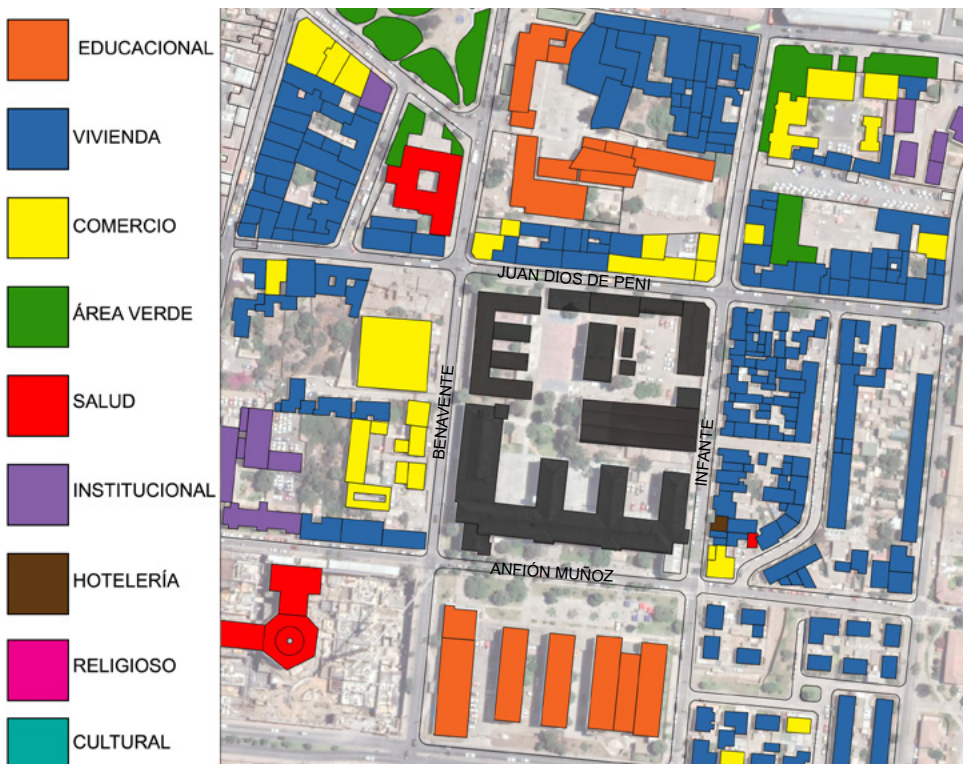 EDUCACIONAL
VIVIENDA
COMERCIO
ÁREA VERDE
SALUD
INSTITUCIONAL
HOTELERÍA
RELIGIOSO
CULTURAL
JUAN DIOS DE PENI
BENAVENTE
INFANTE
ANFIÓN MUÑOZ